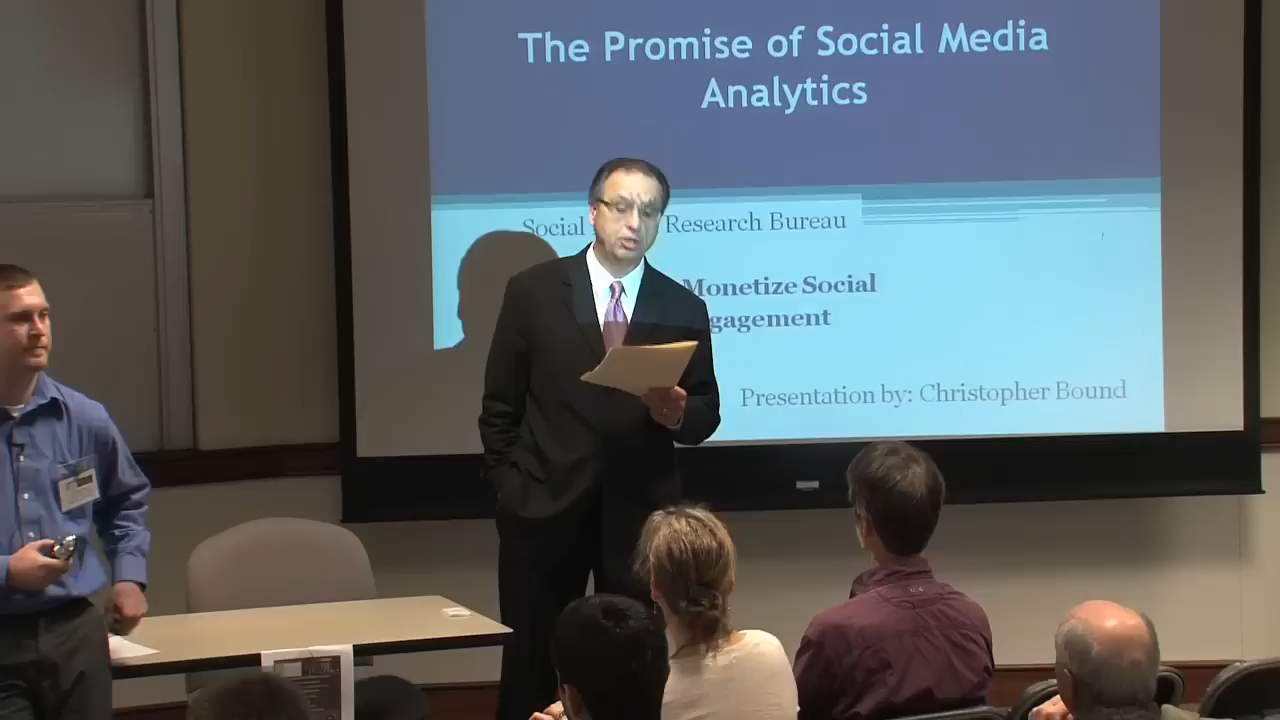 The Promise of Social Media
Analytics
Social Research Bureau
Monetize Social
gagement
Presentation by: Christopher Bound